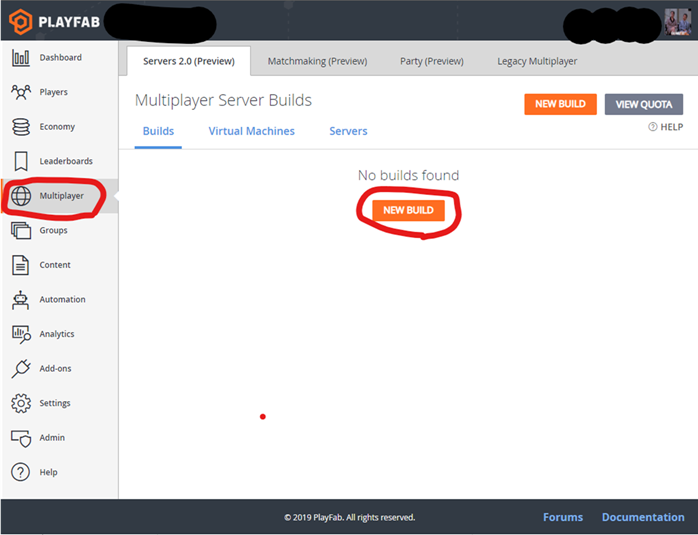 PLAYFAB
Dashboard
Players
Economy
Leaderboards
Multiplayer
Groups
Content
Automation
Analytics
Add-ons
Settings
Admin
Help
Servers 2.0 (Preview)
Matchmaking (Preview)
Party (Preview)
Legacy Multiplayer
Multiplayer Server Builds
NEW BUILD
VIEW QUOTA
HELP
Builds
Virtual Machines
Servers
No builds found
NEW BUILD
© 2019 PlayFab. All rights reserved.
Forums
Documentation